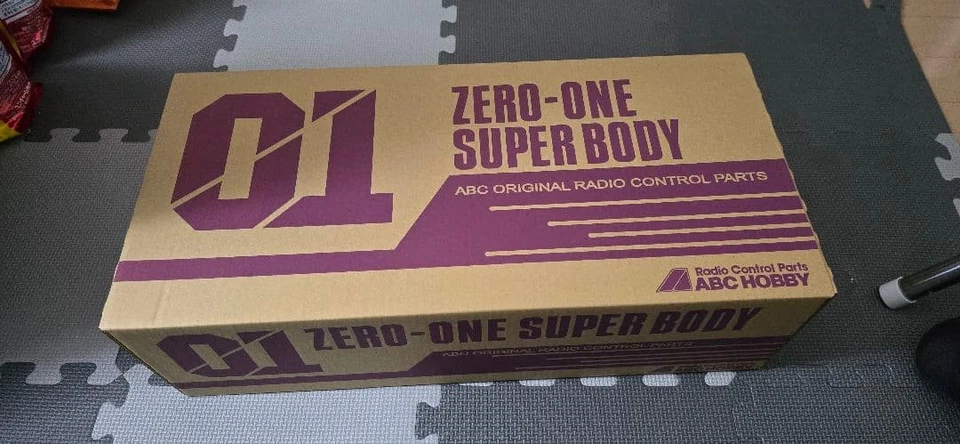 01
ZERO-ONE
SUPER BODY
ABC ORIGINAL RADIO CONTROL PARTS
Radio Control Parts
ABC HOBBY
01
ZERO-ONE SUPER BODY
ABC ORIGINAL RADIO CONTROL PARTS